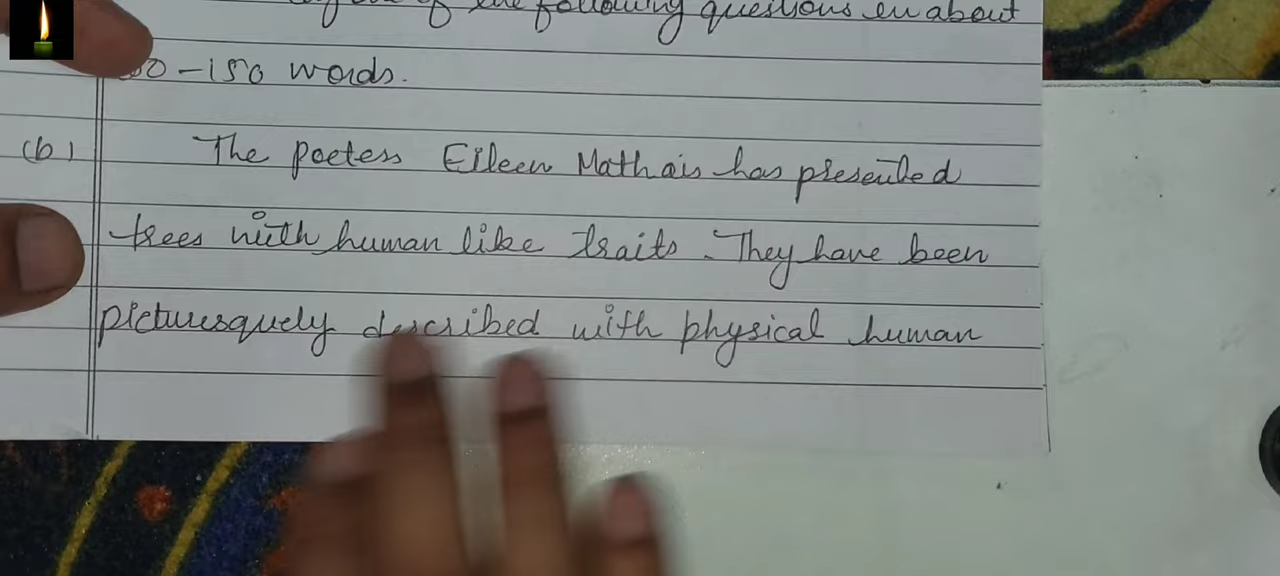 of the following questions in about
0-150 words.
(b) The poetess Eileen Mathais has presented
trees with human like traits. They have been
picturesquely described with physical human